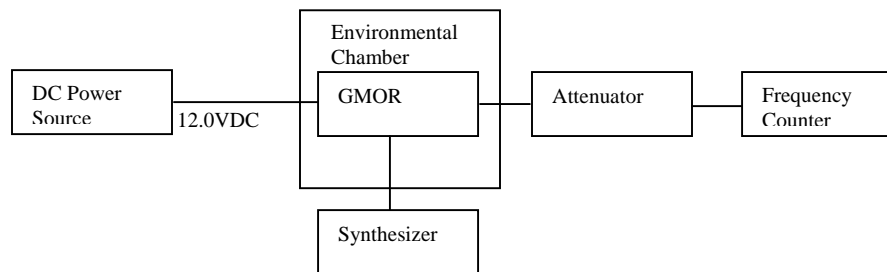 Environmental
Chamber
DC Power
Source
12.0VDC
GMOR
Attenuator
Frequency
Counter
Synthesizer